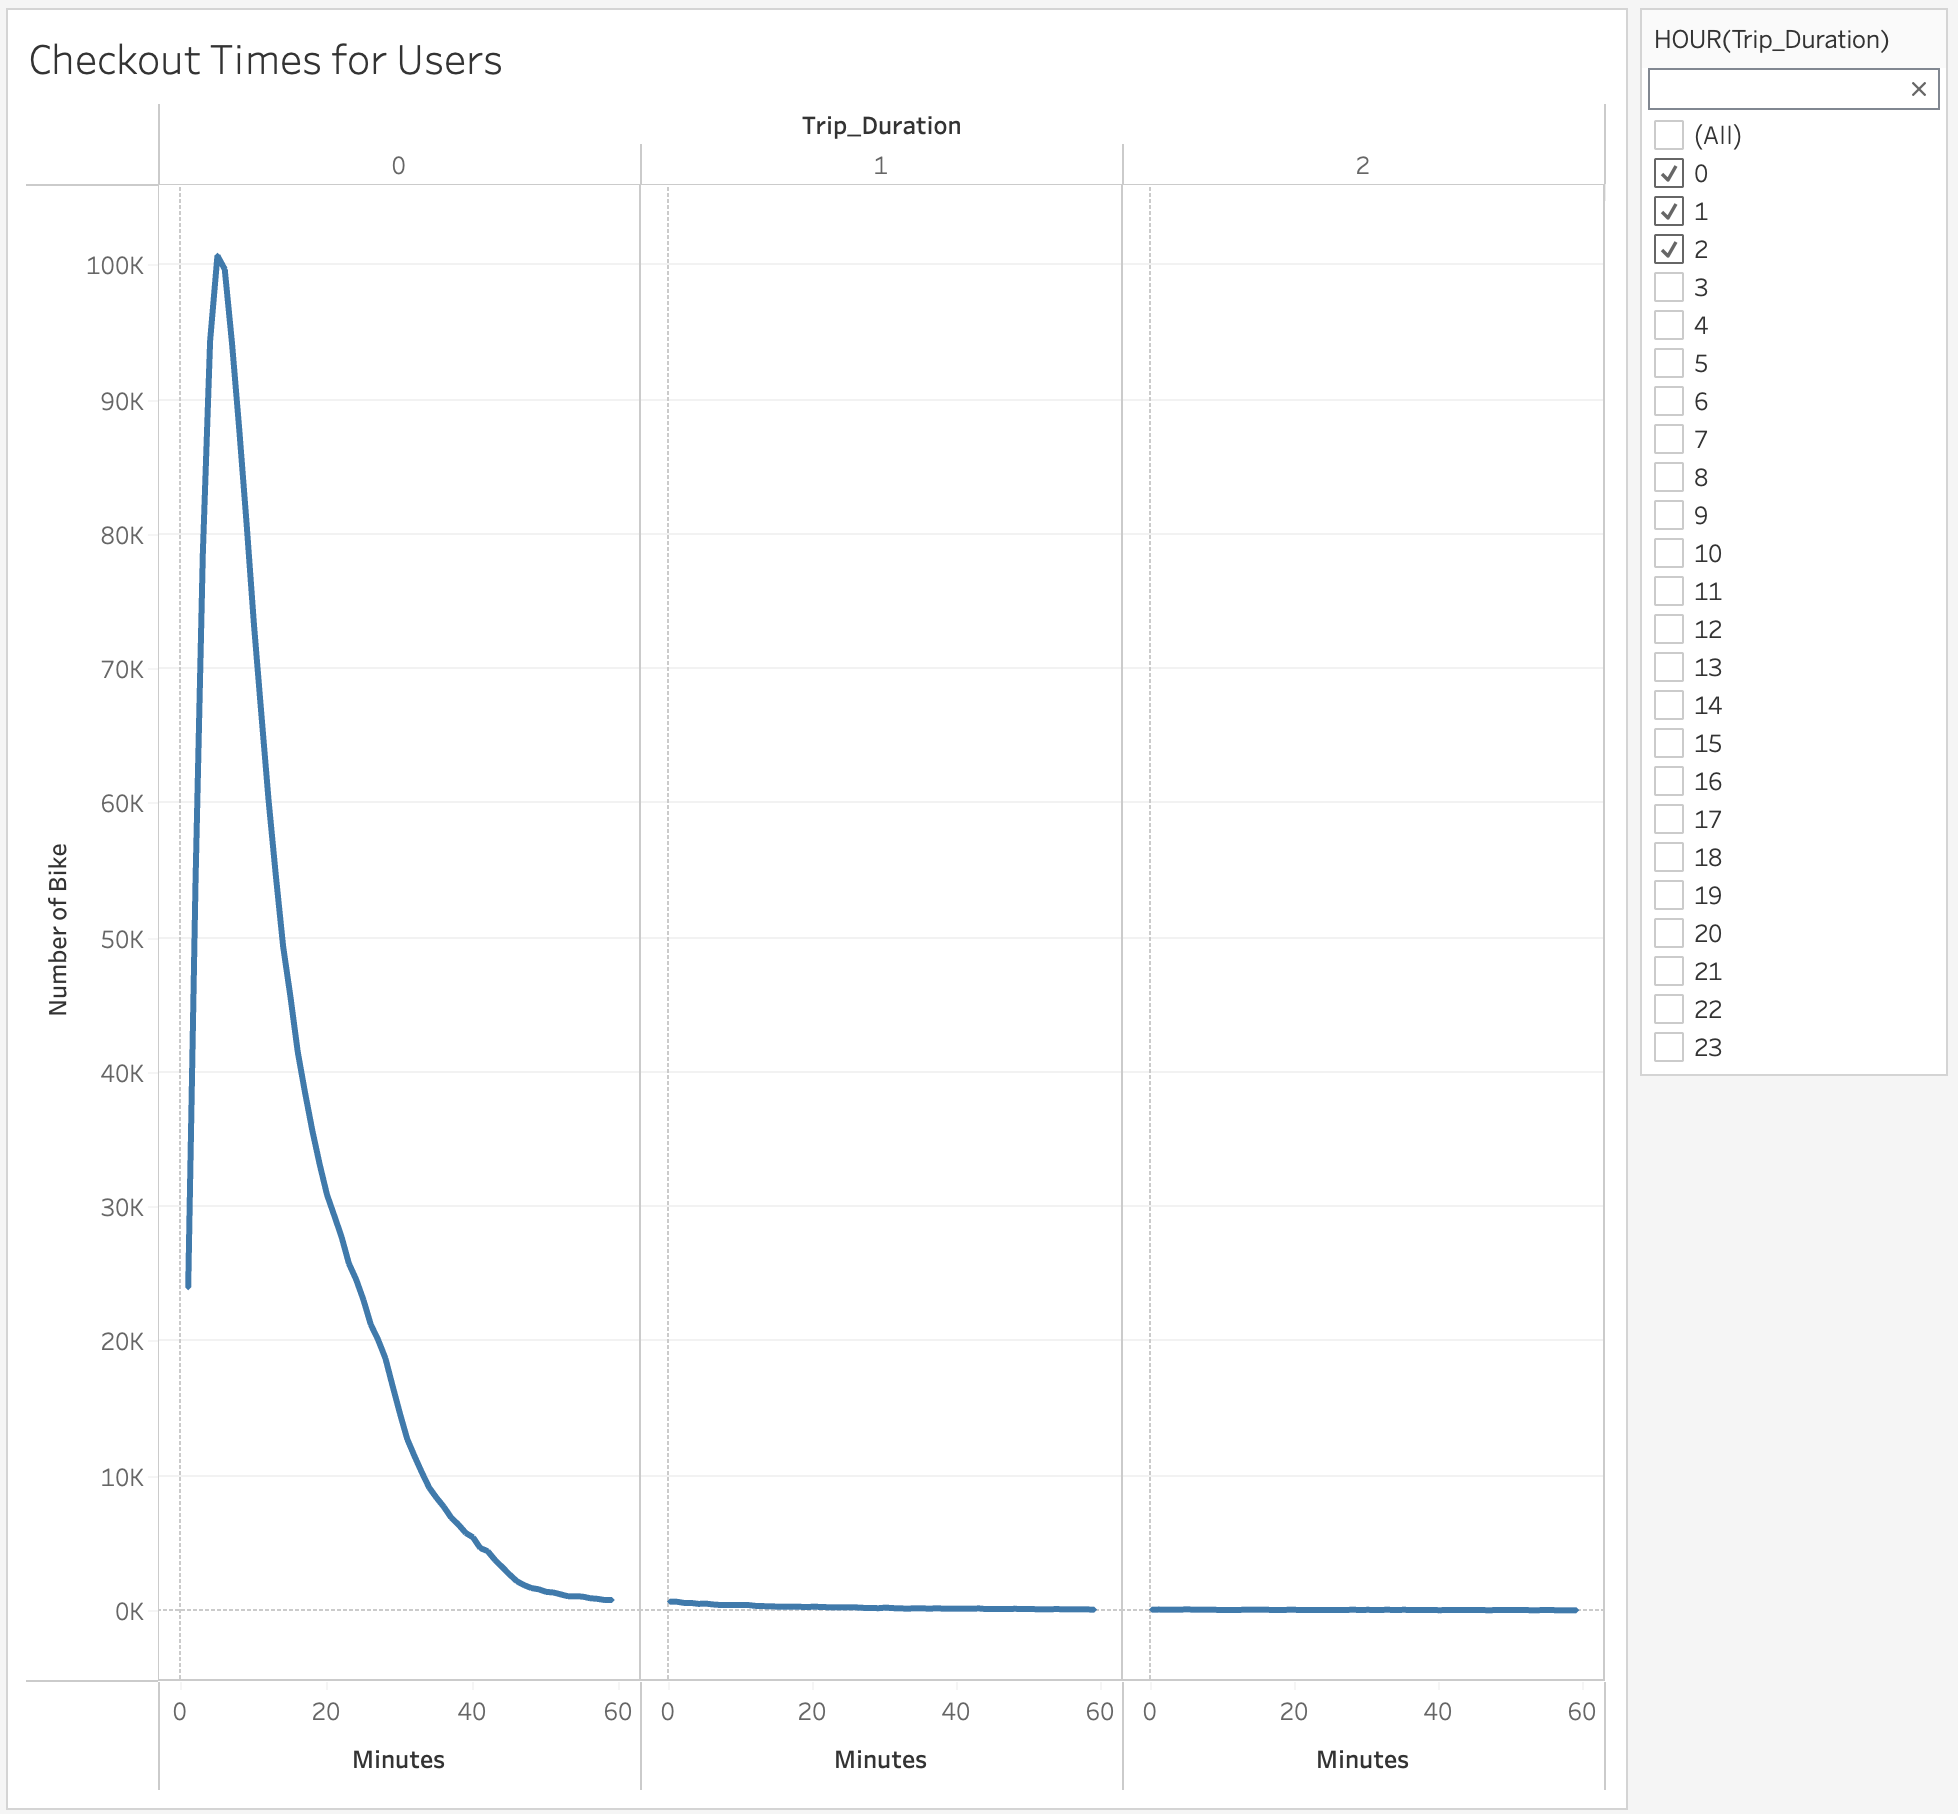 Checkout Times for Users
Trip_Duration
0 1 2
100K
90K
80K
70K
60K
50K
40K
30K
20K
10K
0K
Number of Bike
0 20 40 60 0 20 40 60 0 20 40 60
Minutes Minutes Minutes
HOUR(Trip_Duration)
(All)
0
1
2
3
4
5
6
7
8
9
10
11
12
13
14
15
16
17
18
19
20
21
22
23